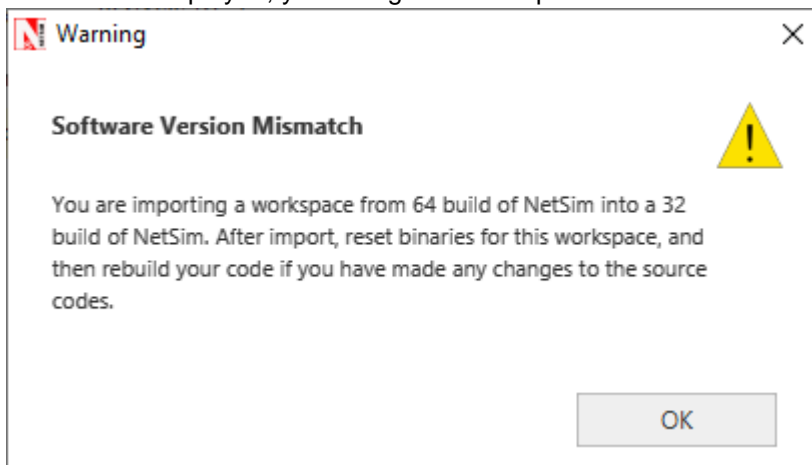 Warning
Software Version Mismatch
You are importing a workspace from 64 build of NetSim into a 32
build of NetSim. After import, reset binaries for this workspace, and
then rebuild your code if you have made any changes to the source
codes.
OK